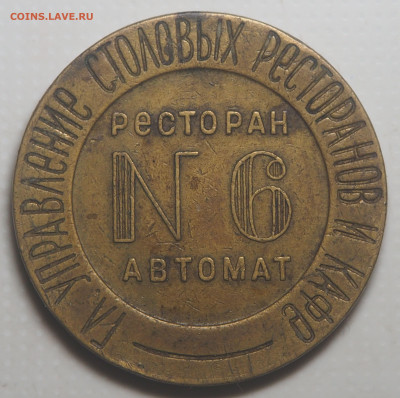 COINS.LAVE.RU
ГЛ УПРАВЛЕНИЕ СТОЛОВЫХ РЕСТОРАНОВ И КАФЕ
РЕСТОРАН
N 6
АВТОМАТ